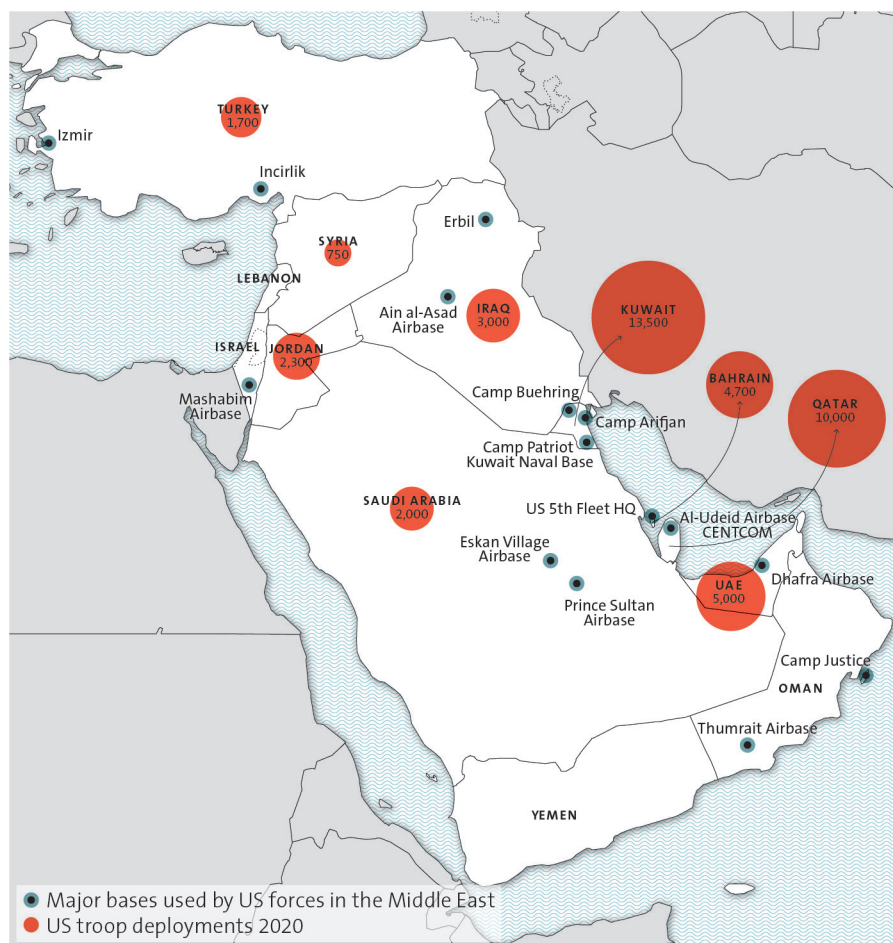 TURKEY
1,700
Izmir
Incirlik
Erbil
SYRIA
750
LEBANON
Ain al-Asad
Airbase
IRAQ
3,000
KUWAIT
13,500
ISRAEL
JORDAN
2,300
BAHRAIN
4,700
QATAR
10,000
Mashabim
Airbase
Camp Buehring
Camp Arifjan
Camp Patriot
Kuwait Naval Base
SAUDI ARABIA
2,000
US 5th Fleet HQ
Al-Udeid Airbase
CENTCOM
Eskan Village
Airbase
Prince Sultan
Airbase
UAE
5,000
Dhafra Airbase
Camp Justice
OMAN
Thumrait Airbase
YEMEN
Major bases used by US forces in the Middle East
US troop deployments 2020